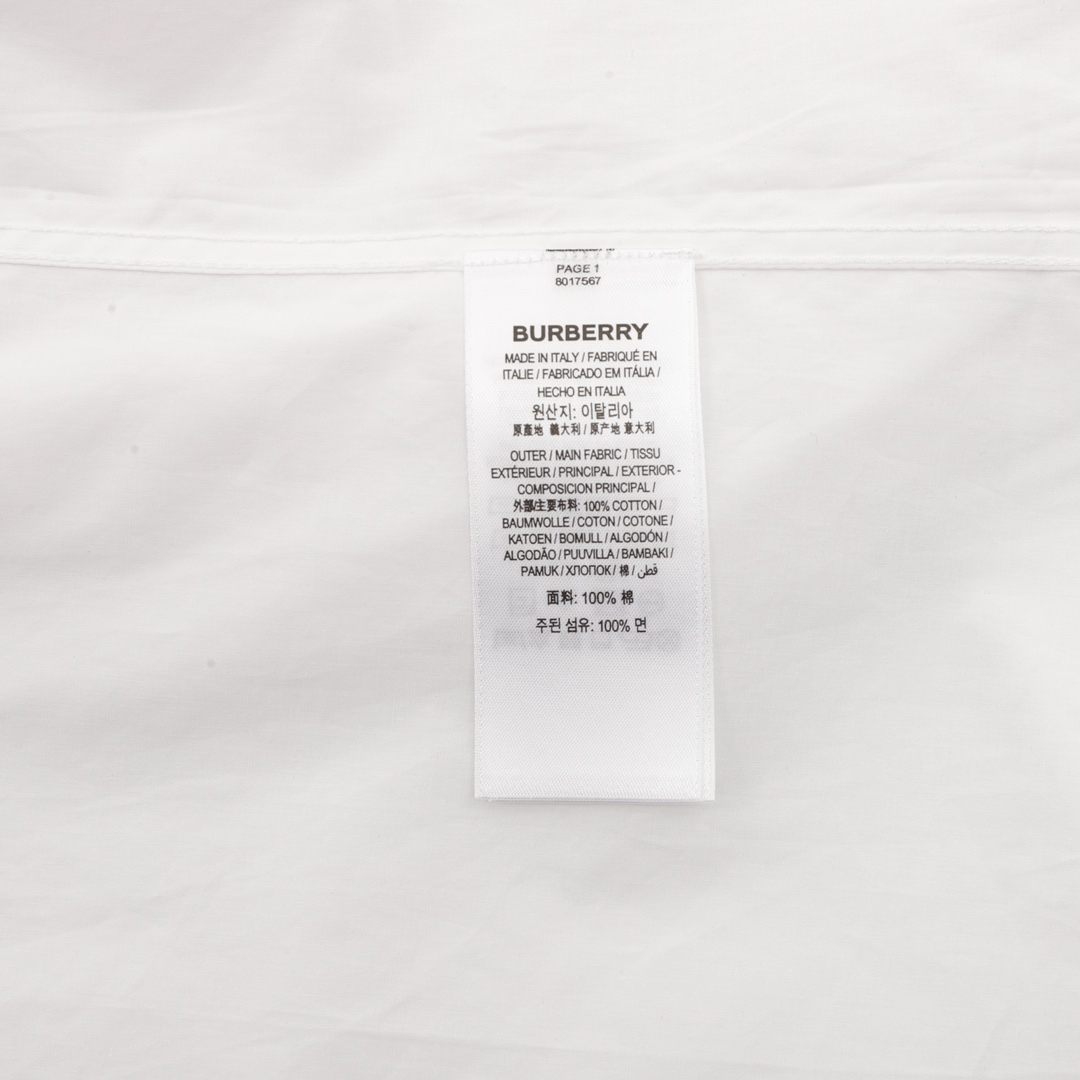 PAGE 1
8017567
BURBERRY
MADE IN ITALY / FABRIQUÉ EN
ITALIE / FABRICADO EM ITÁLIA /
HECHO EN ITALIA
원산지: 이탈리아
原產地 義大利 / 原产地 意大利
OUTER / MAIN FABRIC / TISSU
EXTÉRIEUR / PRINCIPAL / EXTERIOR -
COMPOSICION PRINCIPAL /
外部/主要布料: 100% COTTON /
BAUMWOLLE / COTON / COTONE /
KATOEN / BOMULL / ALGODÓN /
ALGODÃO / PUUVILLA / BAMBAKI /
PAMUK / ХЛОПОК / 棉 / قطن
面料: 100% 棉
주된 섬유: 100% 면